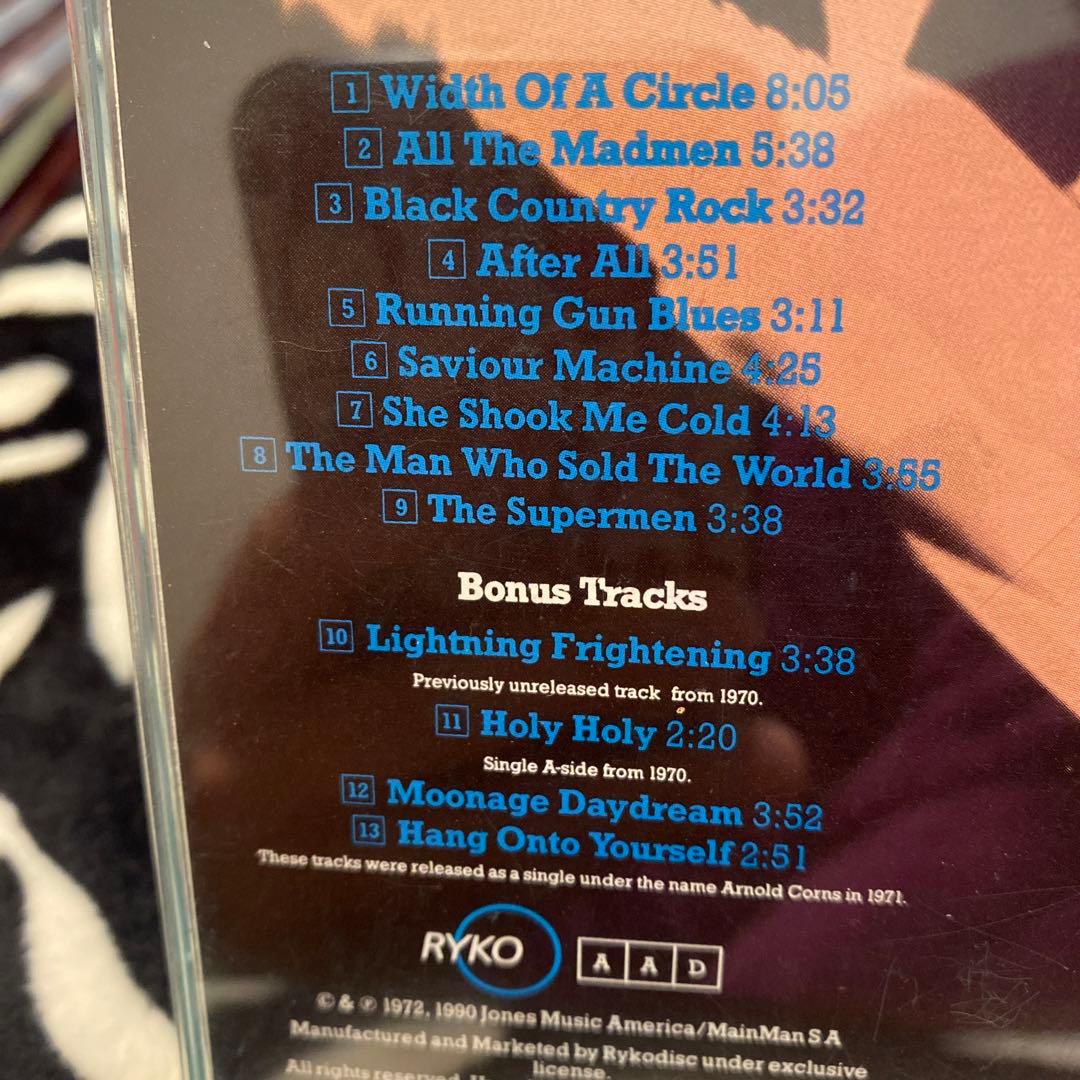 1 Width Of A Circle 8:05
2 All The Madmen 5:38
3 Black Country Rock 3:32
4 After All 3:51
5 Running Gun Blues 3:11
6 Saviour Machine 4:25
7 She Shook Me Cold 4:13
8 The Man Who Sold The World 3:55
9 The Supermen 3:38
Bonus Tracks
10 Lightning Frightening 3:38
Previously unreleased track from 1970.
11 Holy Holy 2:20
Single A-side from 1970.
12 Moonage Daydream 3:52
13 Hang Onto Yourself 2:51
These tracks were released as a single under the name Arnold Corns in 1971.
RYKO A A D
© & ℗ 1972, 1990 Jones Music America/MainMan S A
Manufactured and Marketed by Rykodisc under exclusive
license.
All rights reserved.